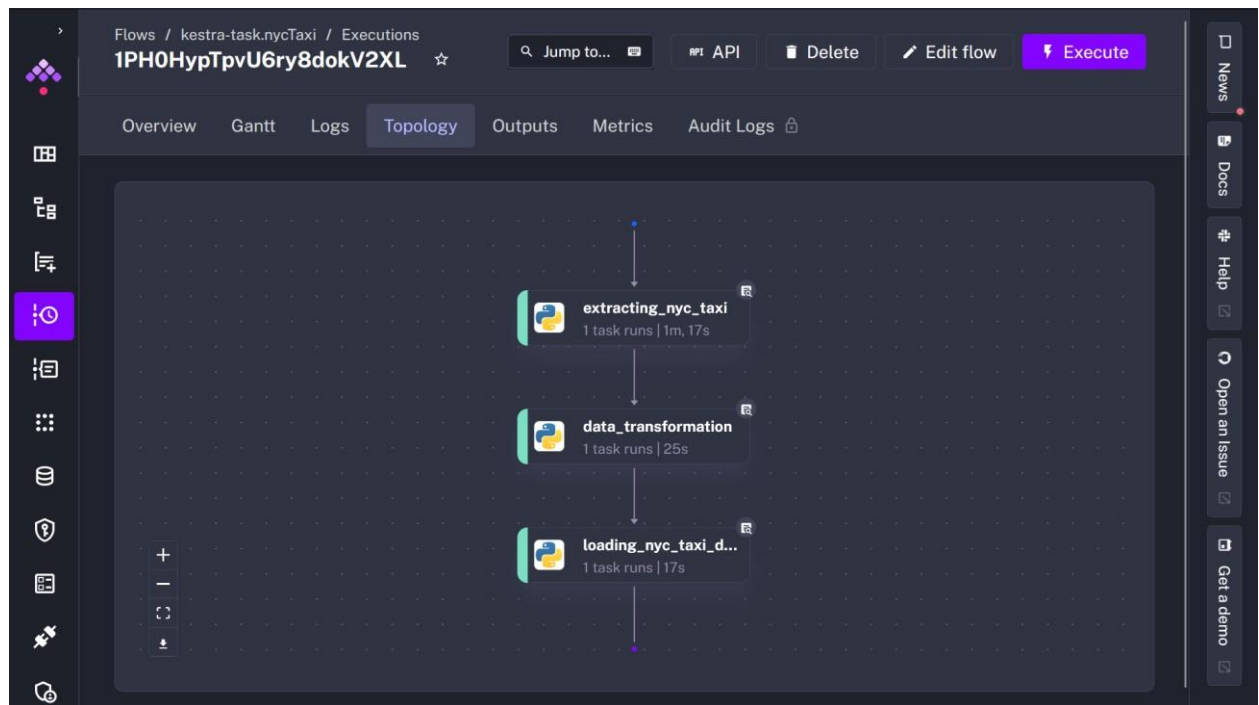 Flows / kestra-task.nycTaxi / Executions
1PH0HypTpvU6ry8dokV2XL
Jump to...
API API
Delete
Edit flow
Execute
Overview Gantt Logs Topology Outputs Metrics Audit Logs
extracting_nyc_taxi
1 task runs | 1m, 17s
data_transformation
1 task runs | 25s
loading_nyc_taxi_d...
1 task runs | 17s
News
Docs
Help
Open an Issue
Get a demo